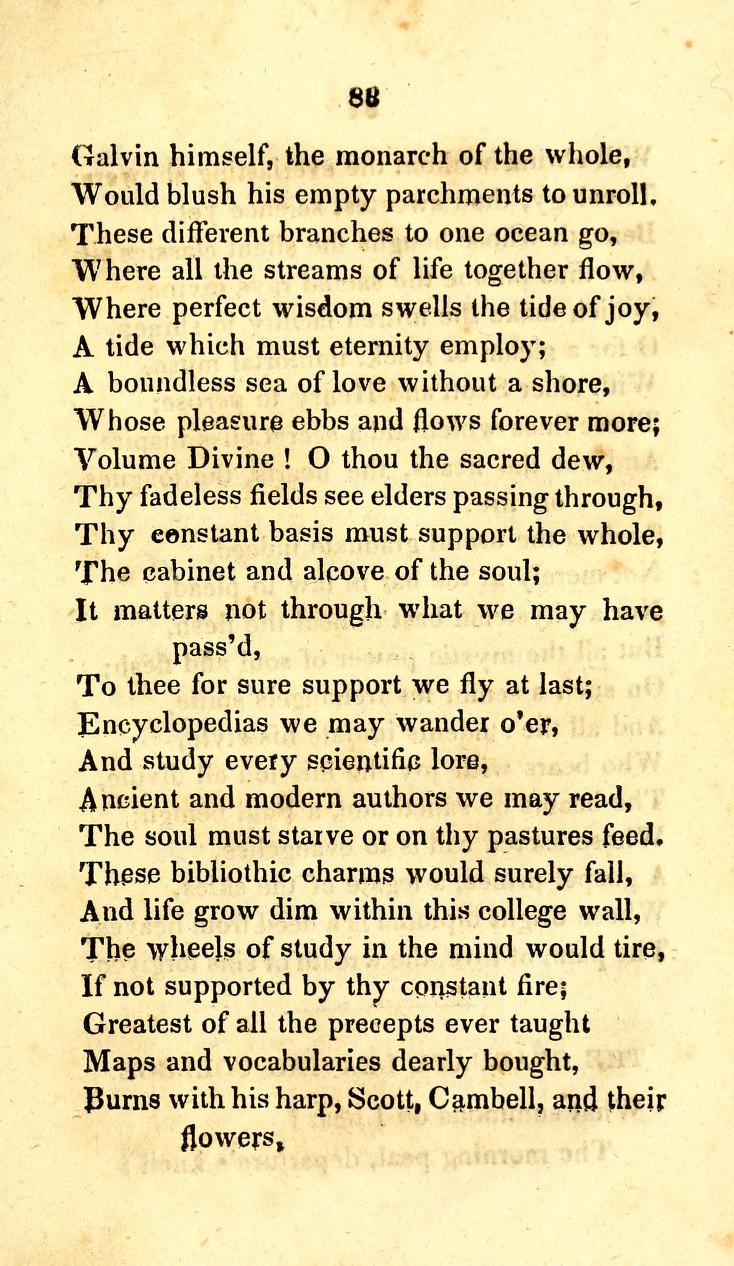 88
Galvin himself, the monarch of the whole,
Would blush his empty parchments to unroll.
These different branches to one ocean go,
Where all the streams of life together flow,
Where perfect wisdom swells the tide of joy,
A tide which must eternity employ;
A boundless sea of love without a shore,
Whose pleasure ebbs and flows forever more;
Volume Divine ! O thou the sacred dew,
Thy fadeless fields see elders passing through,
Thy constant basis must support the whole,
The cabinet and alcove of the soul;
It matters not through what we may have
pass'd,
To thee for sure support we fly at last;
Encyclopedias we may wander o'er,
And study every scientific lore,
Ancient and modern authors we may read,
The soul must starve or on thy pastures feed.
These bibliothic charms would surely fall,
And life grow dim within this college wall,
The wheels of study in the mind would tire,
If not supported by thy constant fire;
Greatest of all the precepts ever taught
Maps and vocabularies dearly bought,
Burns with his harp, Scott, Cambell, and their
flowers,